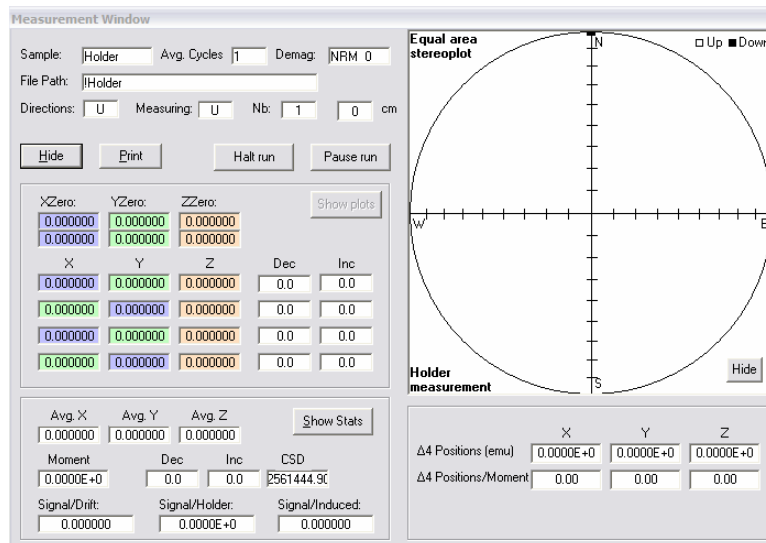 Measurement Window
Sample: Holder Avg. Cycles 1 Demag: NRM 0
File Path: !Holder
Directions: U Measuring: U Nb: 1 0 cm
Hide Print Halt run Pause run
XZero: YZero: ZZero: Show plots
0.000000 0.000000 0.000000
0.000000 0.000000 0.000000
X Y Z Dec Inc
0.000000 0.000000 0.000000 0.0 0.0
0.000000 0.000000 0.000000 0.0 0.0
0.000000 0.000000 0.000000 0.0 0.0
0.000000 0.000000 0.000000 0.0 0.0
Avg. X Avg. Y Avg. Z Show Stats
0.000000 0.000000 0.000000
Moment Dec Inc CSD
0.0000E+0 0.0 0.0 2561444.90
Signal/Drift: Signal/Holder: Signal/Induced:
0.000000 0.0000E+0 0.000000
Equal area
stereoplot
N
Up Down
W E
Holder
measurement
S
Hide
X Y Z
Δ4 Positions (emu) 0.0000E+0 0.0000E+0 0.0000E+0
Δ4 Positions/Moment 0.00 0.00 0.00